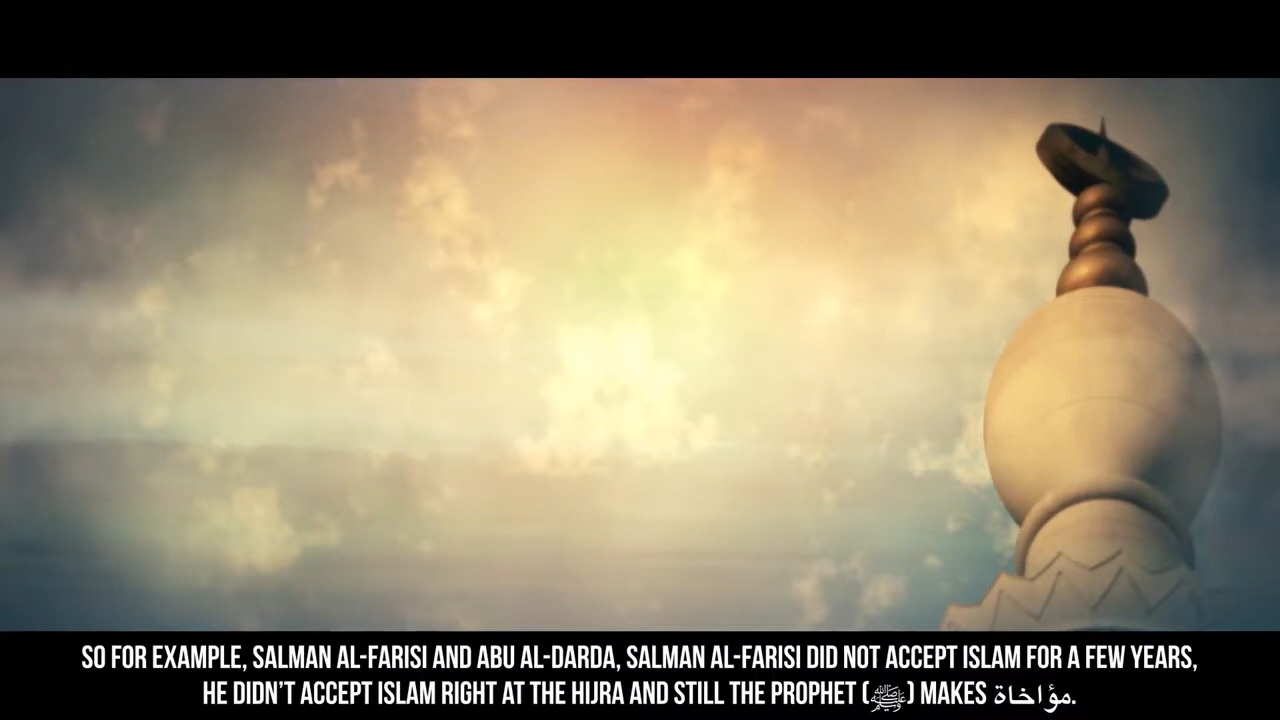 SO FOR EXAMPLE, SALMAN AL-FARISI AND ABU AL-DARDA, SALMAN AL-FARISI DID NOT ACCEPT ISLAM FOR A FEW YEARS,
HE DIDN'T ACCEPT ISLAM RIGHT AT THE HIJRA AND STILL THE PROPHET (ﷺ) MAKES مؤاخاة.